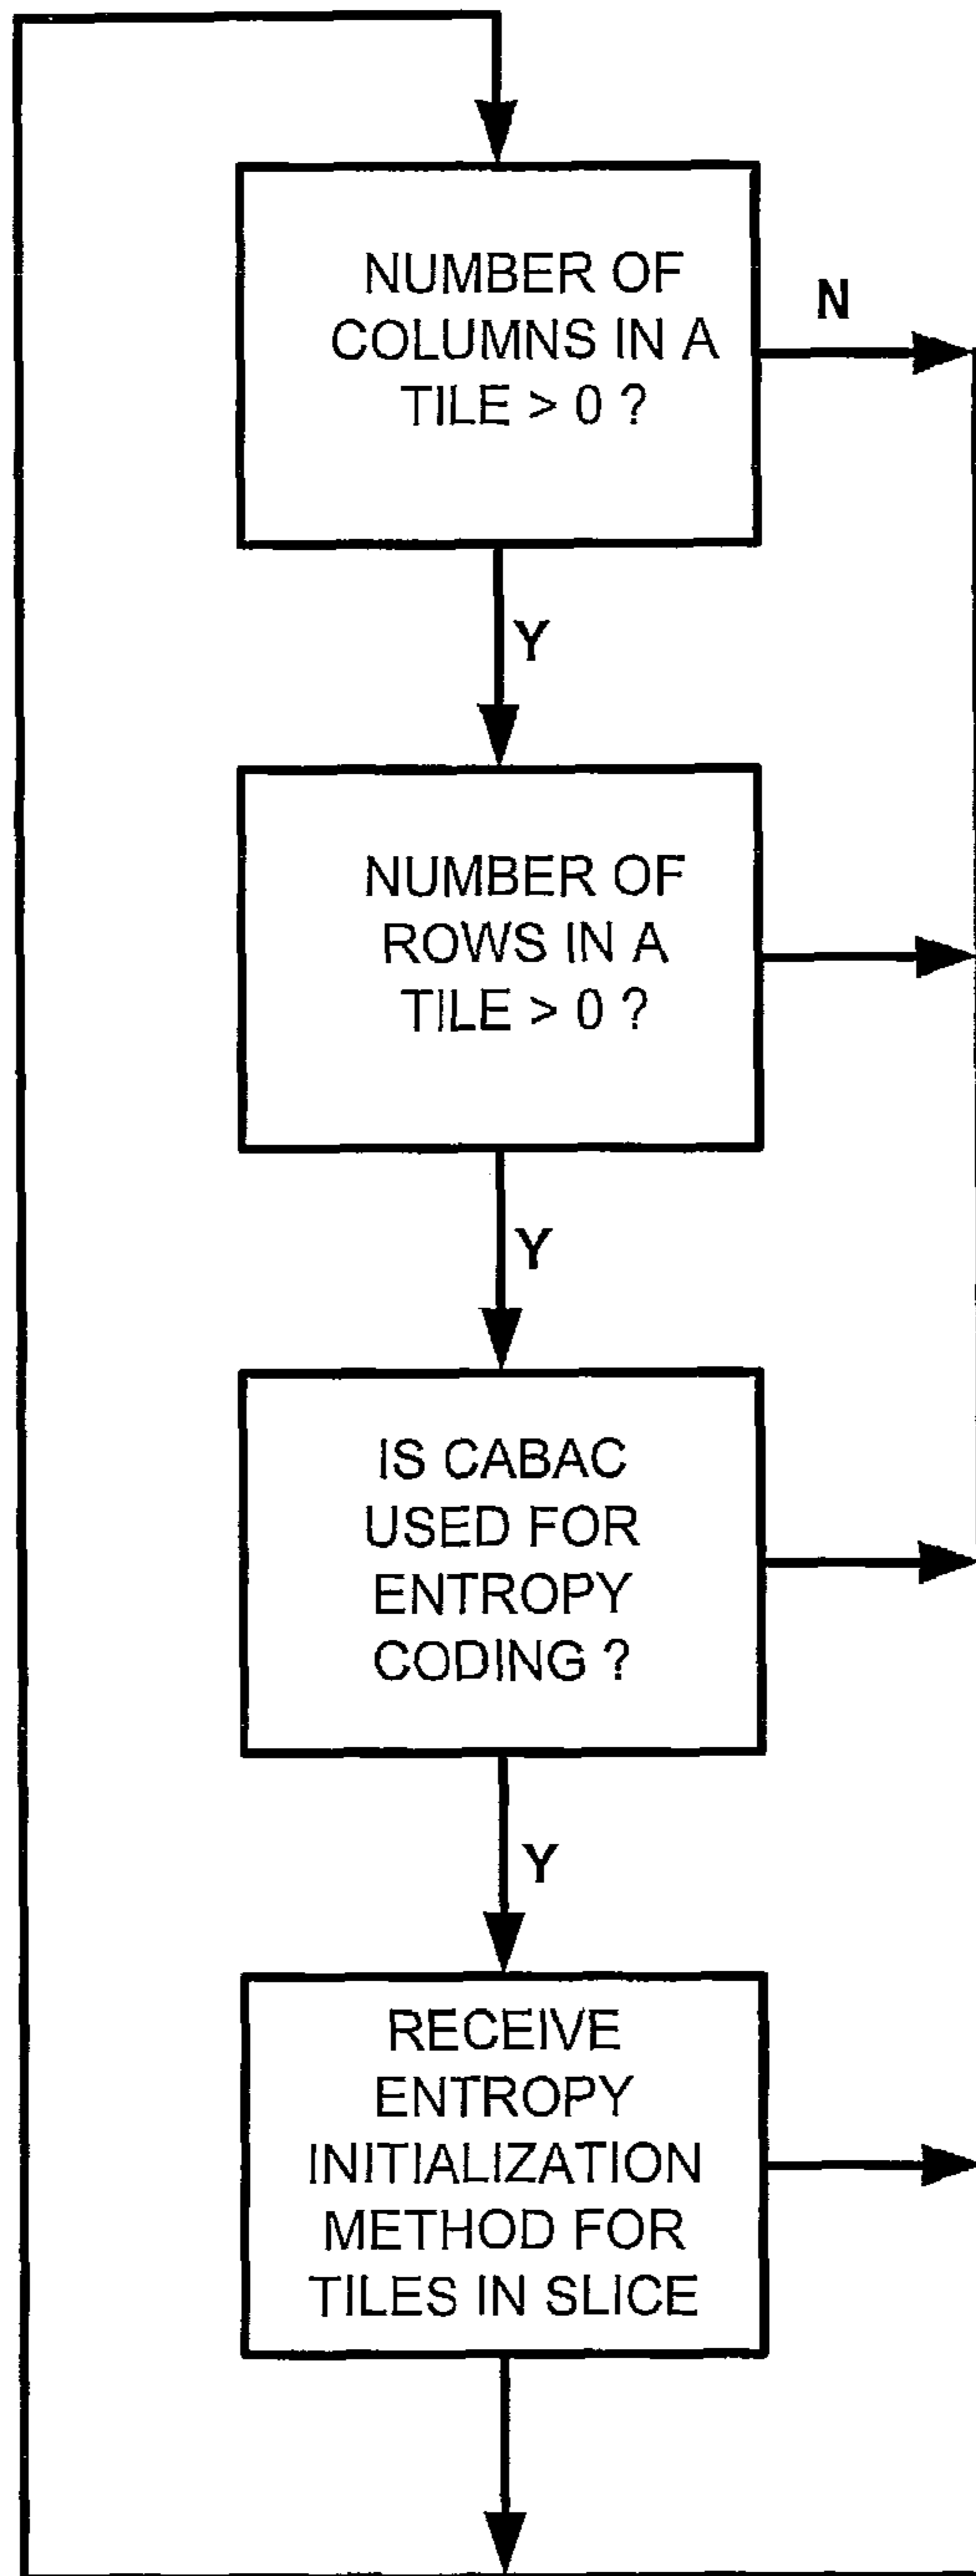 NUMBER OF
COLUMNS IN A
TILE > 0 ?
N
Y
NUMBER OF
ROWS IN A
TILE > 0 ?
Y
IS CABAC
USED FOR
ENTROPY
CODING ?
Y
RECEIVE
ENTROPY
INITIALIZATION
METHOD FOR
TILES IN SLICE